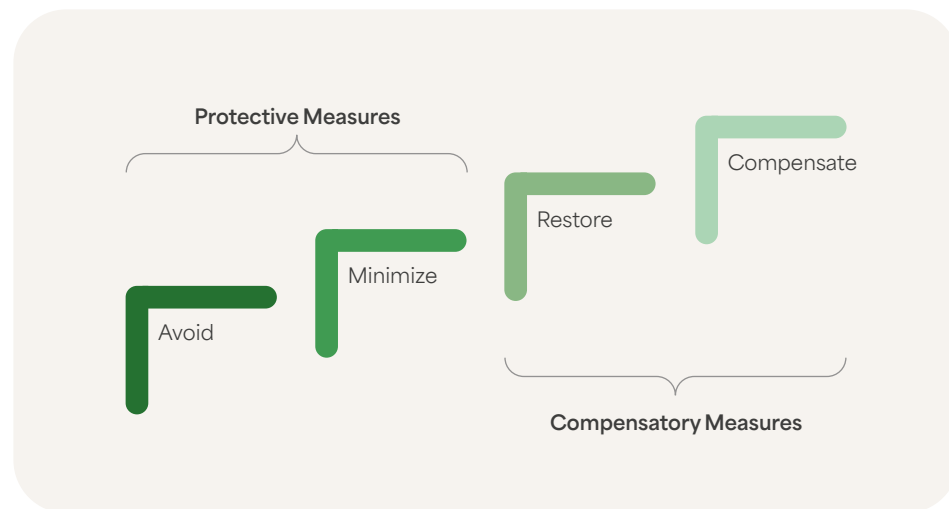 Protective Measures
Compensate
Restore
Minimize
Avoid
Compensatory Measures